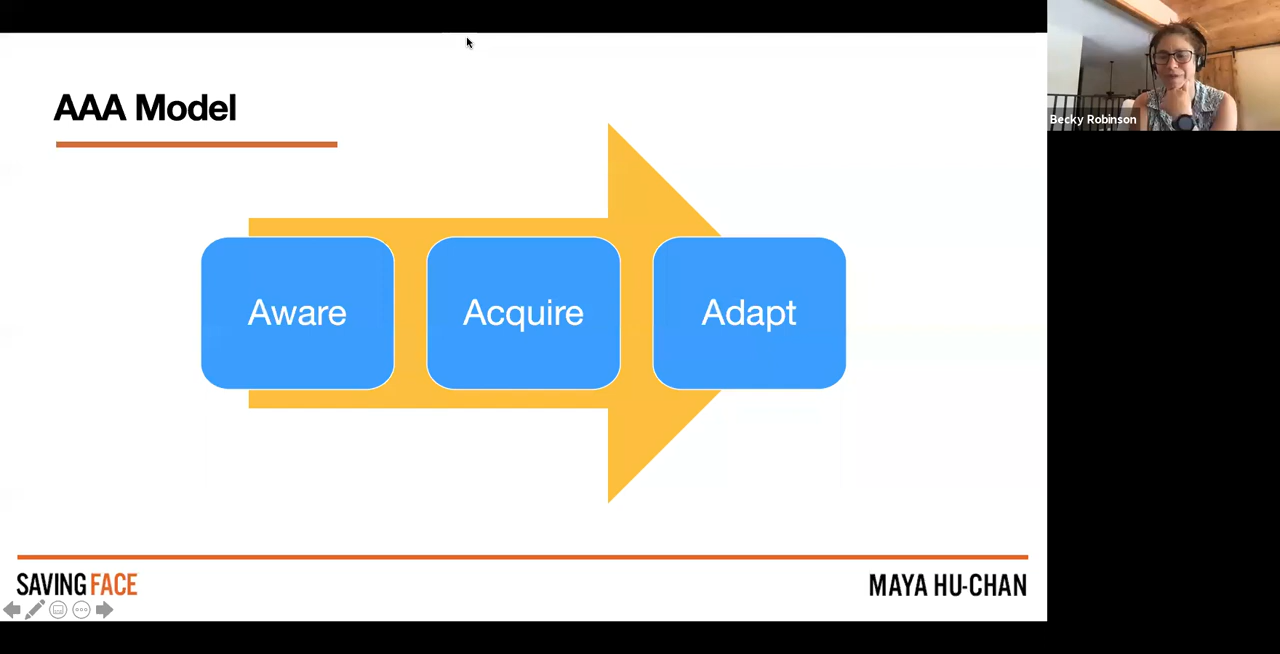 AAA Model
Aware
Acquire
Adapt
SAVING FACE
MAYA HU-CHAN
Becky Robinson